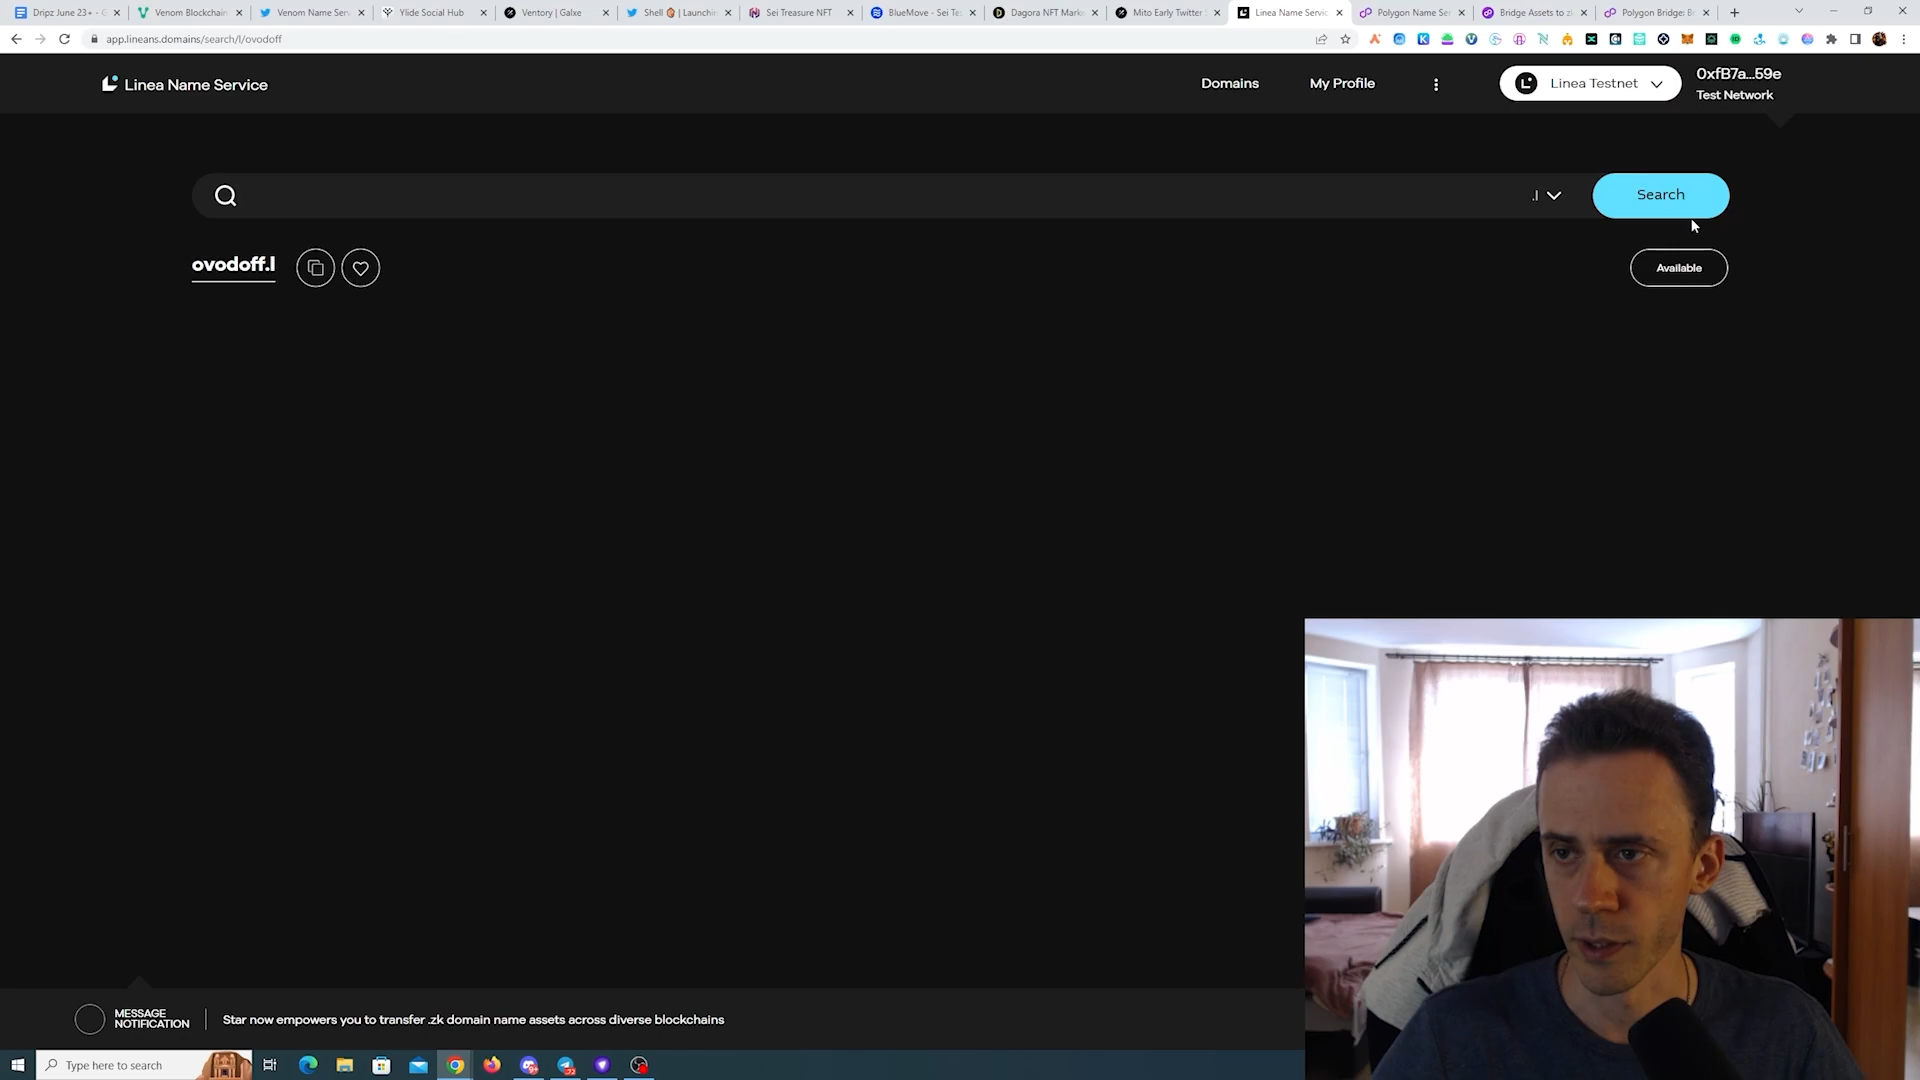 Dripz June 23+ - G
Venom Blockchain
Venom Name Ser
Ylide Social Hub
Ventory | Galxe
Shell | Launchin
Sei Treasure NFT
BlueMove - Sei Te
Dagora NFT Mark
Mito Early Twitter
Linea Name Servic
Polygon Name Ser
Bridge Assets to z
Polygon Bridge: B
app.lineans.domains/search/l/ovodoff
Linea Name Service
Domains
My Profile
Linea Testnet
0xfB7a...59e
Test Network
.l
Search
ovodoff.l
Available
MESSAGE
NOTIFICATION
Star now empowers you to transfer .zk domain name assets across diverse blockchains
Type here to search